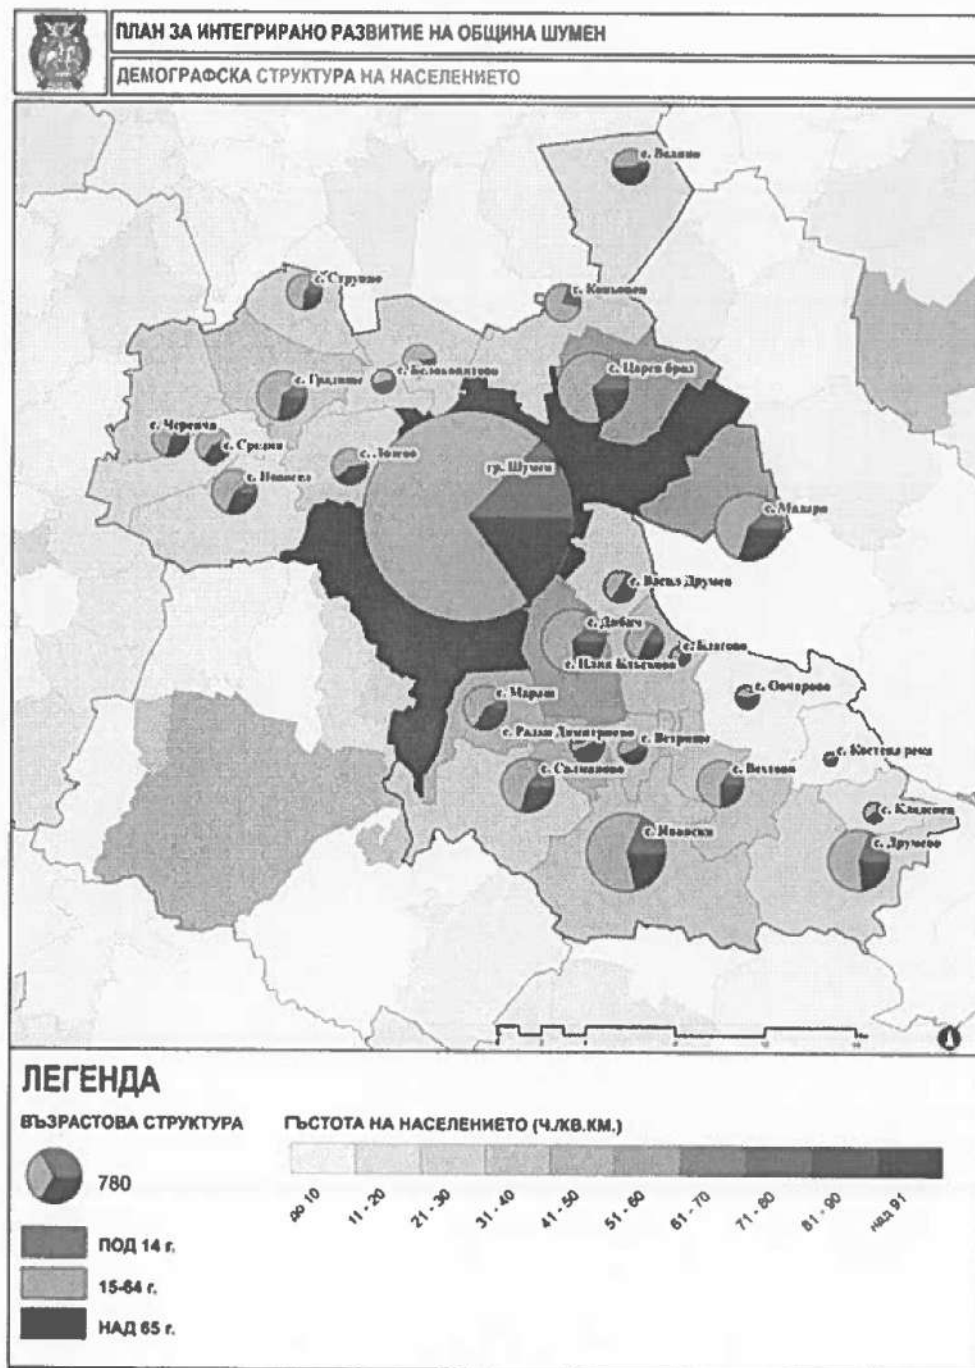 ПЛАН ЗА ИНТЕГРИРАНО РАЗВИТИЕ НА ОБЩИНА ШУМЕН
ДЕМОГРАФСКА СТРУКТУРА НА НАСЕЛЕНИЕТО
с. Велино
с. Струино
с. Коньовец
с. Царев брод
с. Белокопитово
с. Градище
с. Черенча
с. Средня
с. Лозево
гр. Шумен
с. Новосел
с. Мадара
с. Васил Друмев
с. Дибич
с. Благово
с. Илия Блъсково
с. Овчарово
с. Мараш
с. Радко Димитриево
с. Ветрище
с. Костена река
с. Салманово
с. Вехтово
с. Кладенец
с. Ивански
с. Друмево
ЛЕГЕНДА
ВЪЗРАСТОВА СТРУКТУРА
ГЪСТОТА НА НАСЕЛЕНИЕТО (Ч./КВ.КМ.)
780
до 10
11 - 20
21 - 30
31 - 40
41 - 50
51 - 60
61 - 70
71 - 80
81 - 90
над 91
ПОД 14 г.
15-64 г.
НАД 65 г.